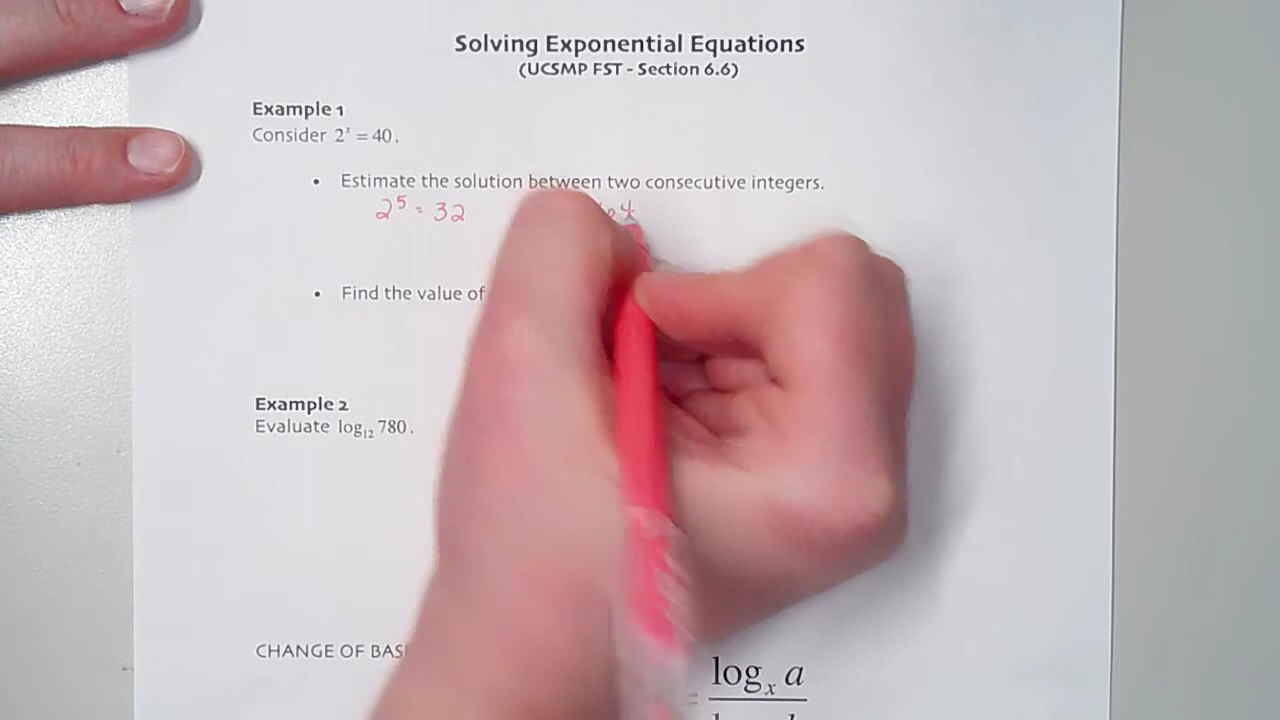 Solving Exponential Equations
(UCSMP FST - Section 6.6)
Example 1
Consider 2ˣ = 40.
• Estimate the solution between two consecutive integers.
2⁵ = 32 64
• Find the value of
Example 2
Evaluate log₁₂ 780.
CHANGE OF BAS
= logₓ a